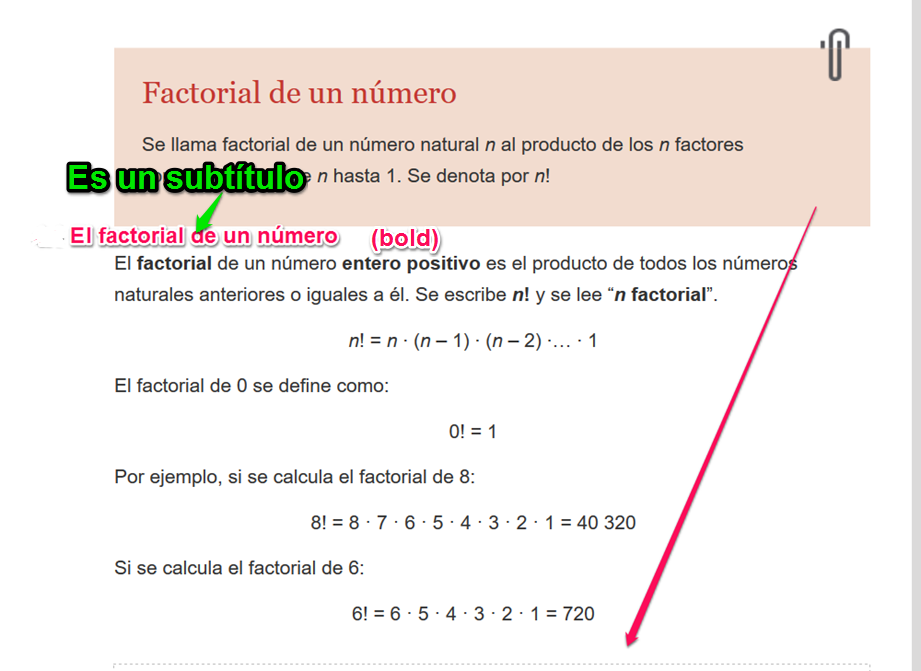 Factorial de un número
Se llama factorial de un número natural n al producto de los n factores
Es un subtítulo
n hasta 1. Se denota por n!
El factorial de un número (bold)
El factorial de un número entero positivo es el producto de todos los números
naturales anteriores o iguales a él. Se escribe n! y se lee “n factorial”.
n! = n · (n – 1) · (n – 2) ·… · 1
El factorial de 0 se define como:
0! = 1
Por ejemplo, si se calcula el factorial de 8:
8! = 8 · 7 · 6 · 5 · 4 · 3 · 2 · 1 = 40 320
Si se calcula el factorial de 6:
6! = 6 · 5 · 4 · 3 · 2 · 1 = 720